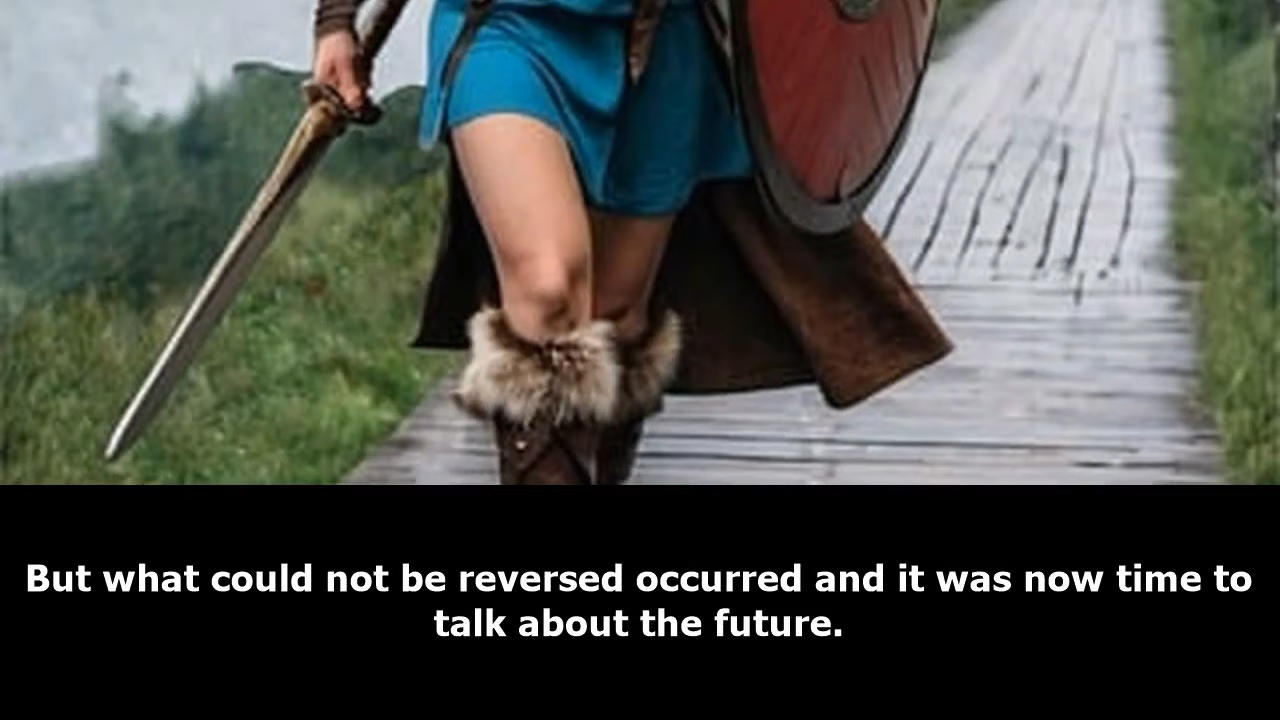 But what could not be reversed occurred and it was now time to
talk about the future.